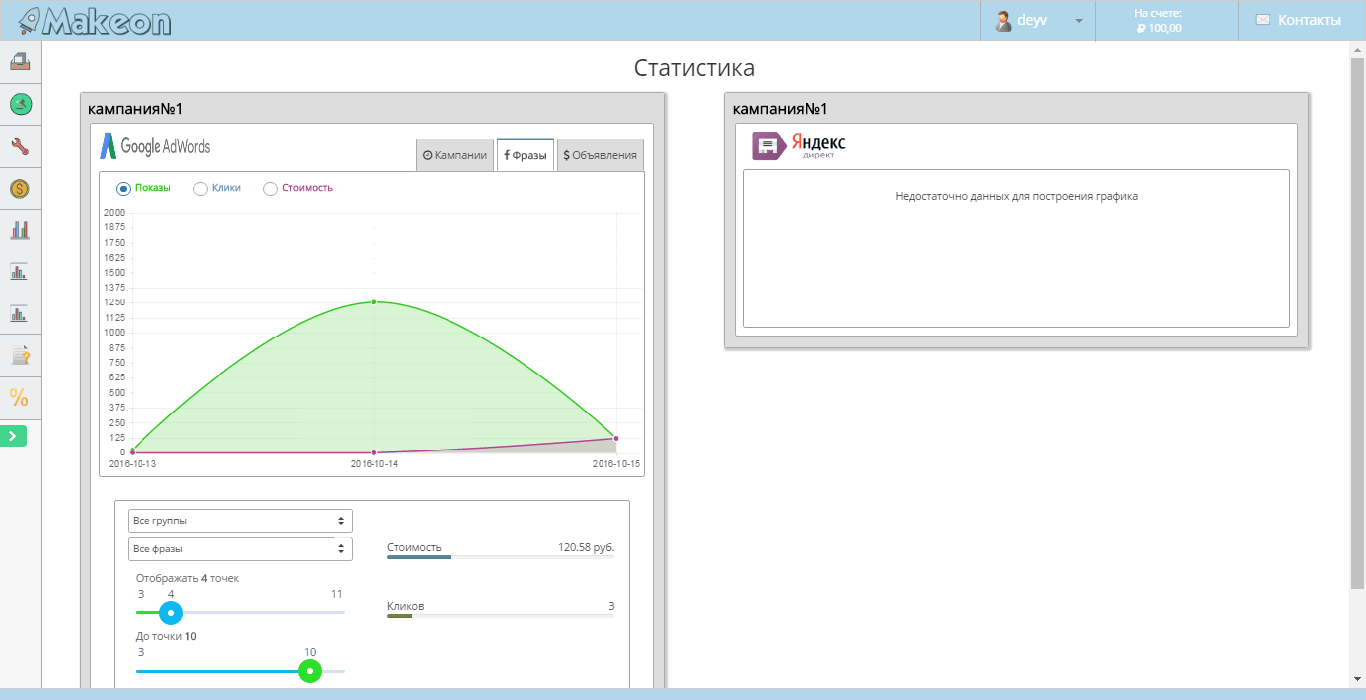 Makeon
deyv
На счете:
₽ 100,00
Контакты
Статистика
кампания№1
Google AdWords
Кампании
Фразы
$ Объявления
Показы
Клики
Стоимость
2000
1875
1750
1625
1500
1375
1250
1125
1000
875
750
625
500
375
250
125
0
2016-10-13
2016-10-14
2016-10-15
Все группы
Все фразы
Отображать 4 точек
3 4 11
До точки 10
3 10
Стоимость 120.58 руб.
Кликов 3
кампания№1
Яндекс
директ
Недостаточно данных для построения графика
%